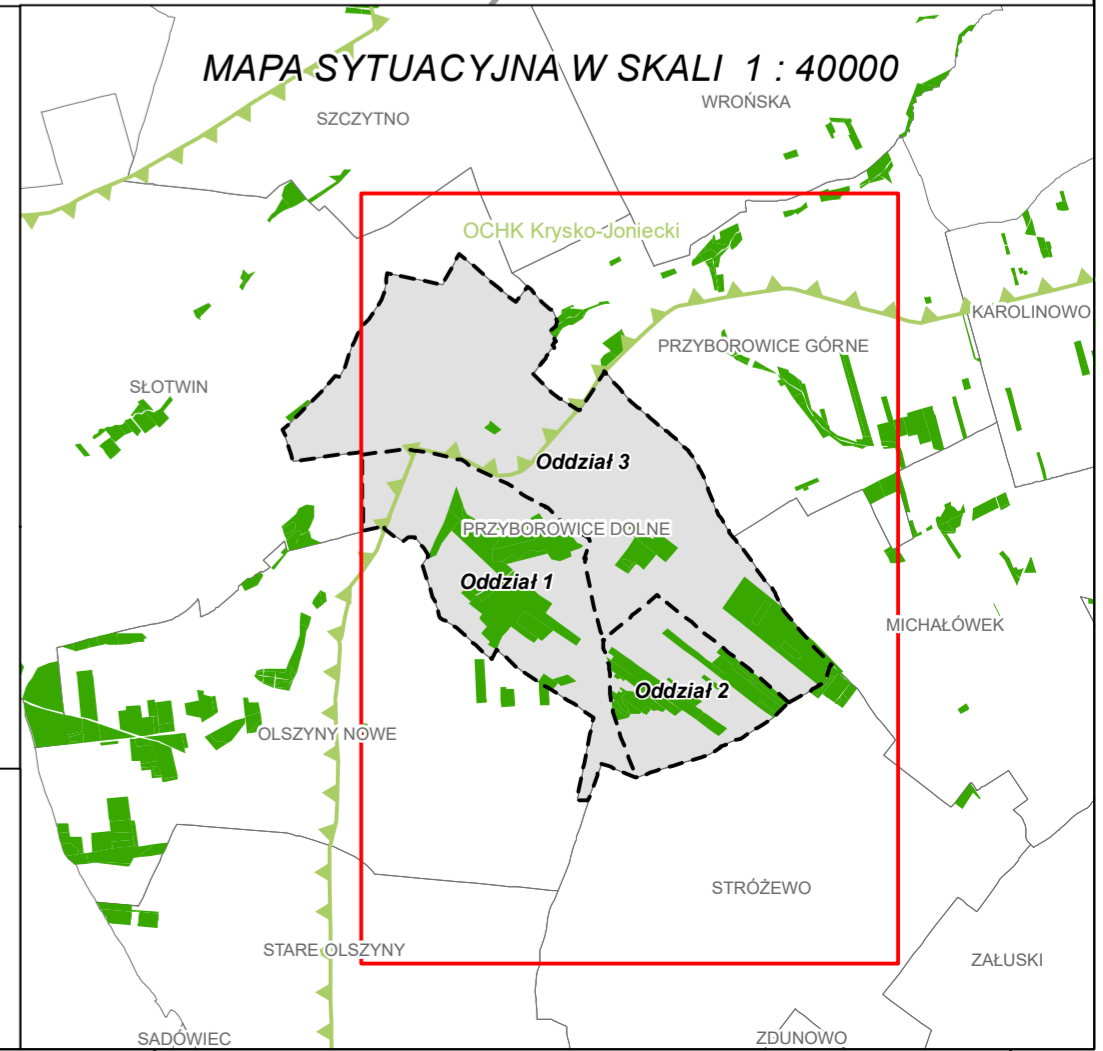 MAPA SYTUACYJNA W SKALI 1 : 40000
WROŃSKA
SZCZYTNO
OCHK Krysko-Joniecki
KAROLINOWO
PRZYBOROWICE GÓRNE
SŁOTWIN
Oddział 3
PRZYBOROWICE DOLNE
Oddział 1
MICHAŁÓWEK
Oddział 2
OLSZYNY NOWE
STRÓŻEWO
STARE OLSZYNY
ZAŁUSKI
SADÓWIEC
ZDUNOWO